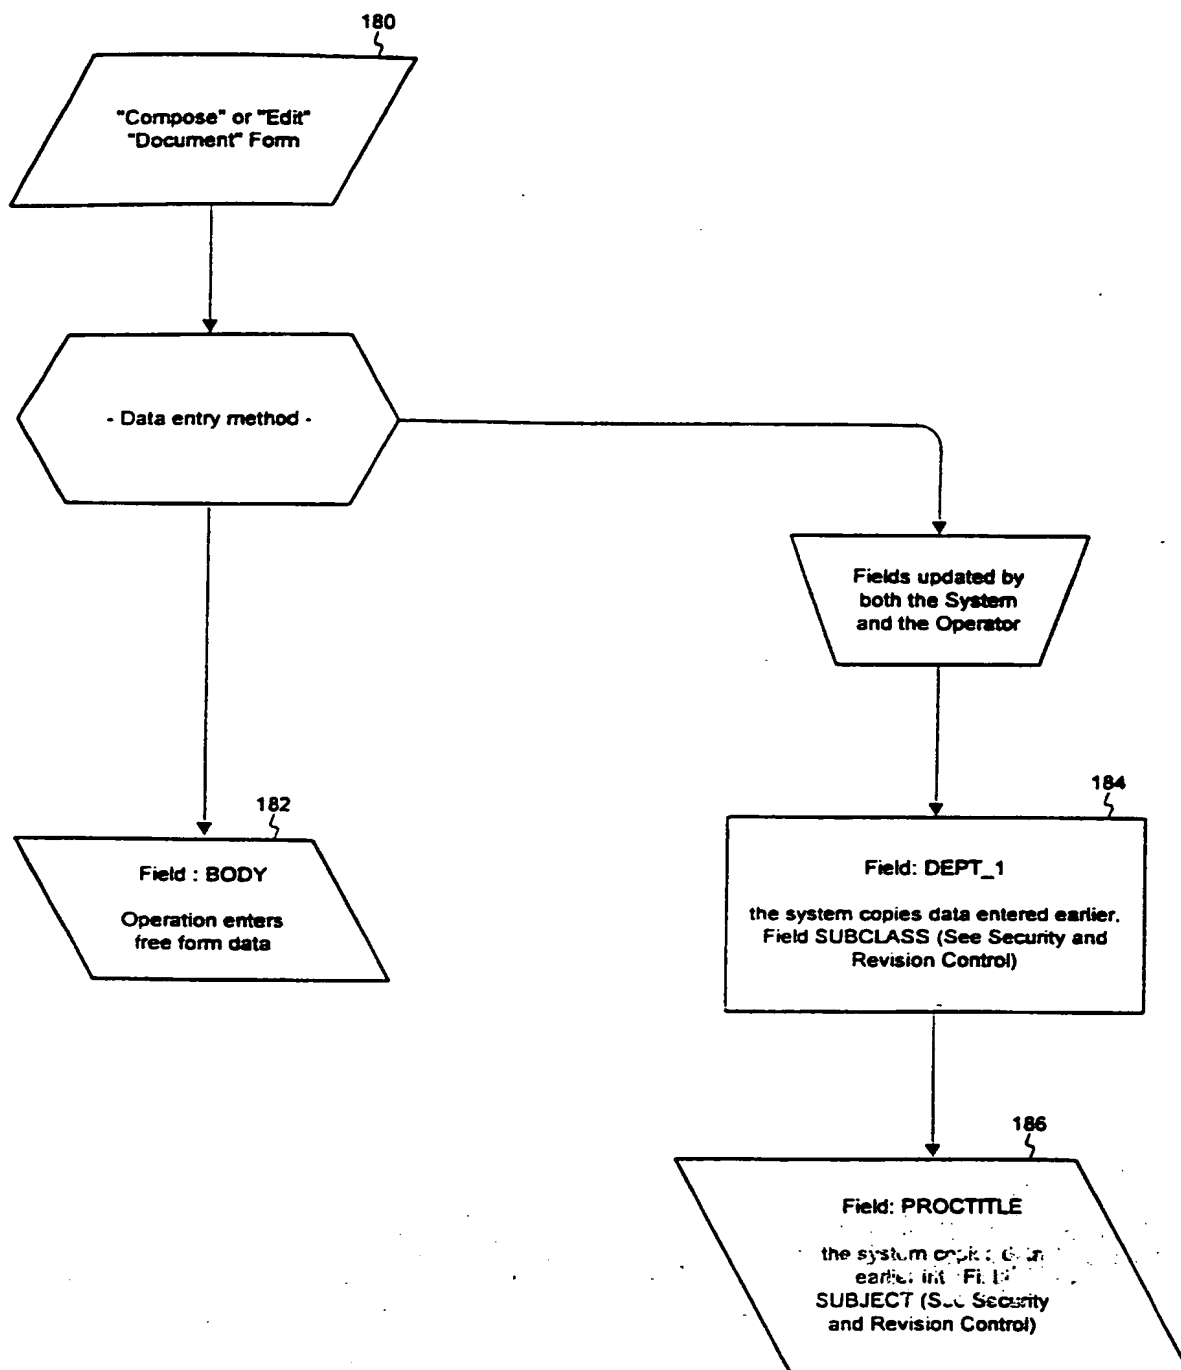 180
"Compose" or "Edit"
"Document" Form
- Data entry method -
Fields updated by
both the System
and the Operator
182
Field : BODY
Operation enters
free form data
184
Field: DEPT_1
the system copies data entered earlier.
Field SUBCLASS (See Security and
Revision Control)
186
Field: PROCTITLE
the system
earlier
SUBJECT (See Security
and Revision Control)